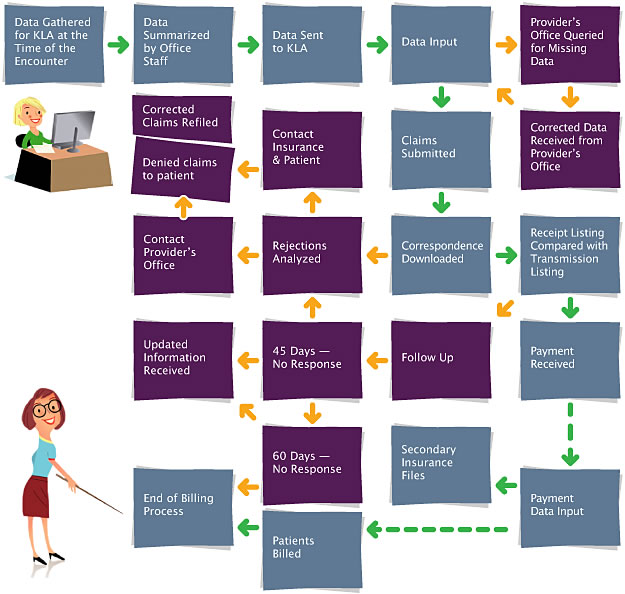 Data Gathered
for KLA at the
Time of the
Encounter
Data
Summarized
by Office
Staff
Data Sent
to KLA
Data Input
Provider's
Office Queried
for Missing
Data
Corrected
Claims Refiled
Denied claims
to patient
Contact
Insurance
& Patient
Claims
Submitted
Corrected Data
Received from
Provider's
Office
Contact
Provider's
Office
Rejections
Analyzed
Correspondence
Downloaded
Receipt Listing
Compared with
Transmission
Listing
Updated
Information
Received
45 Days —
No Response
Follow Up
Payment
Received
60 Days —
No Response
Secondary
Insurance
Files
End of Billing
Process
Patients
Billed
Payment
Data Input